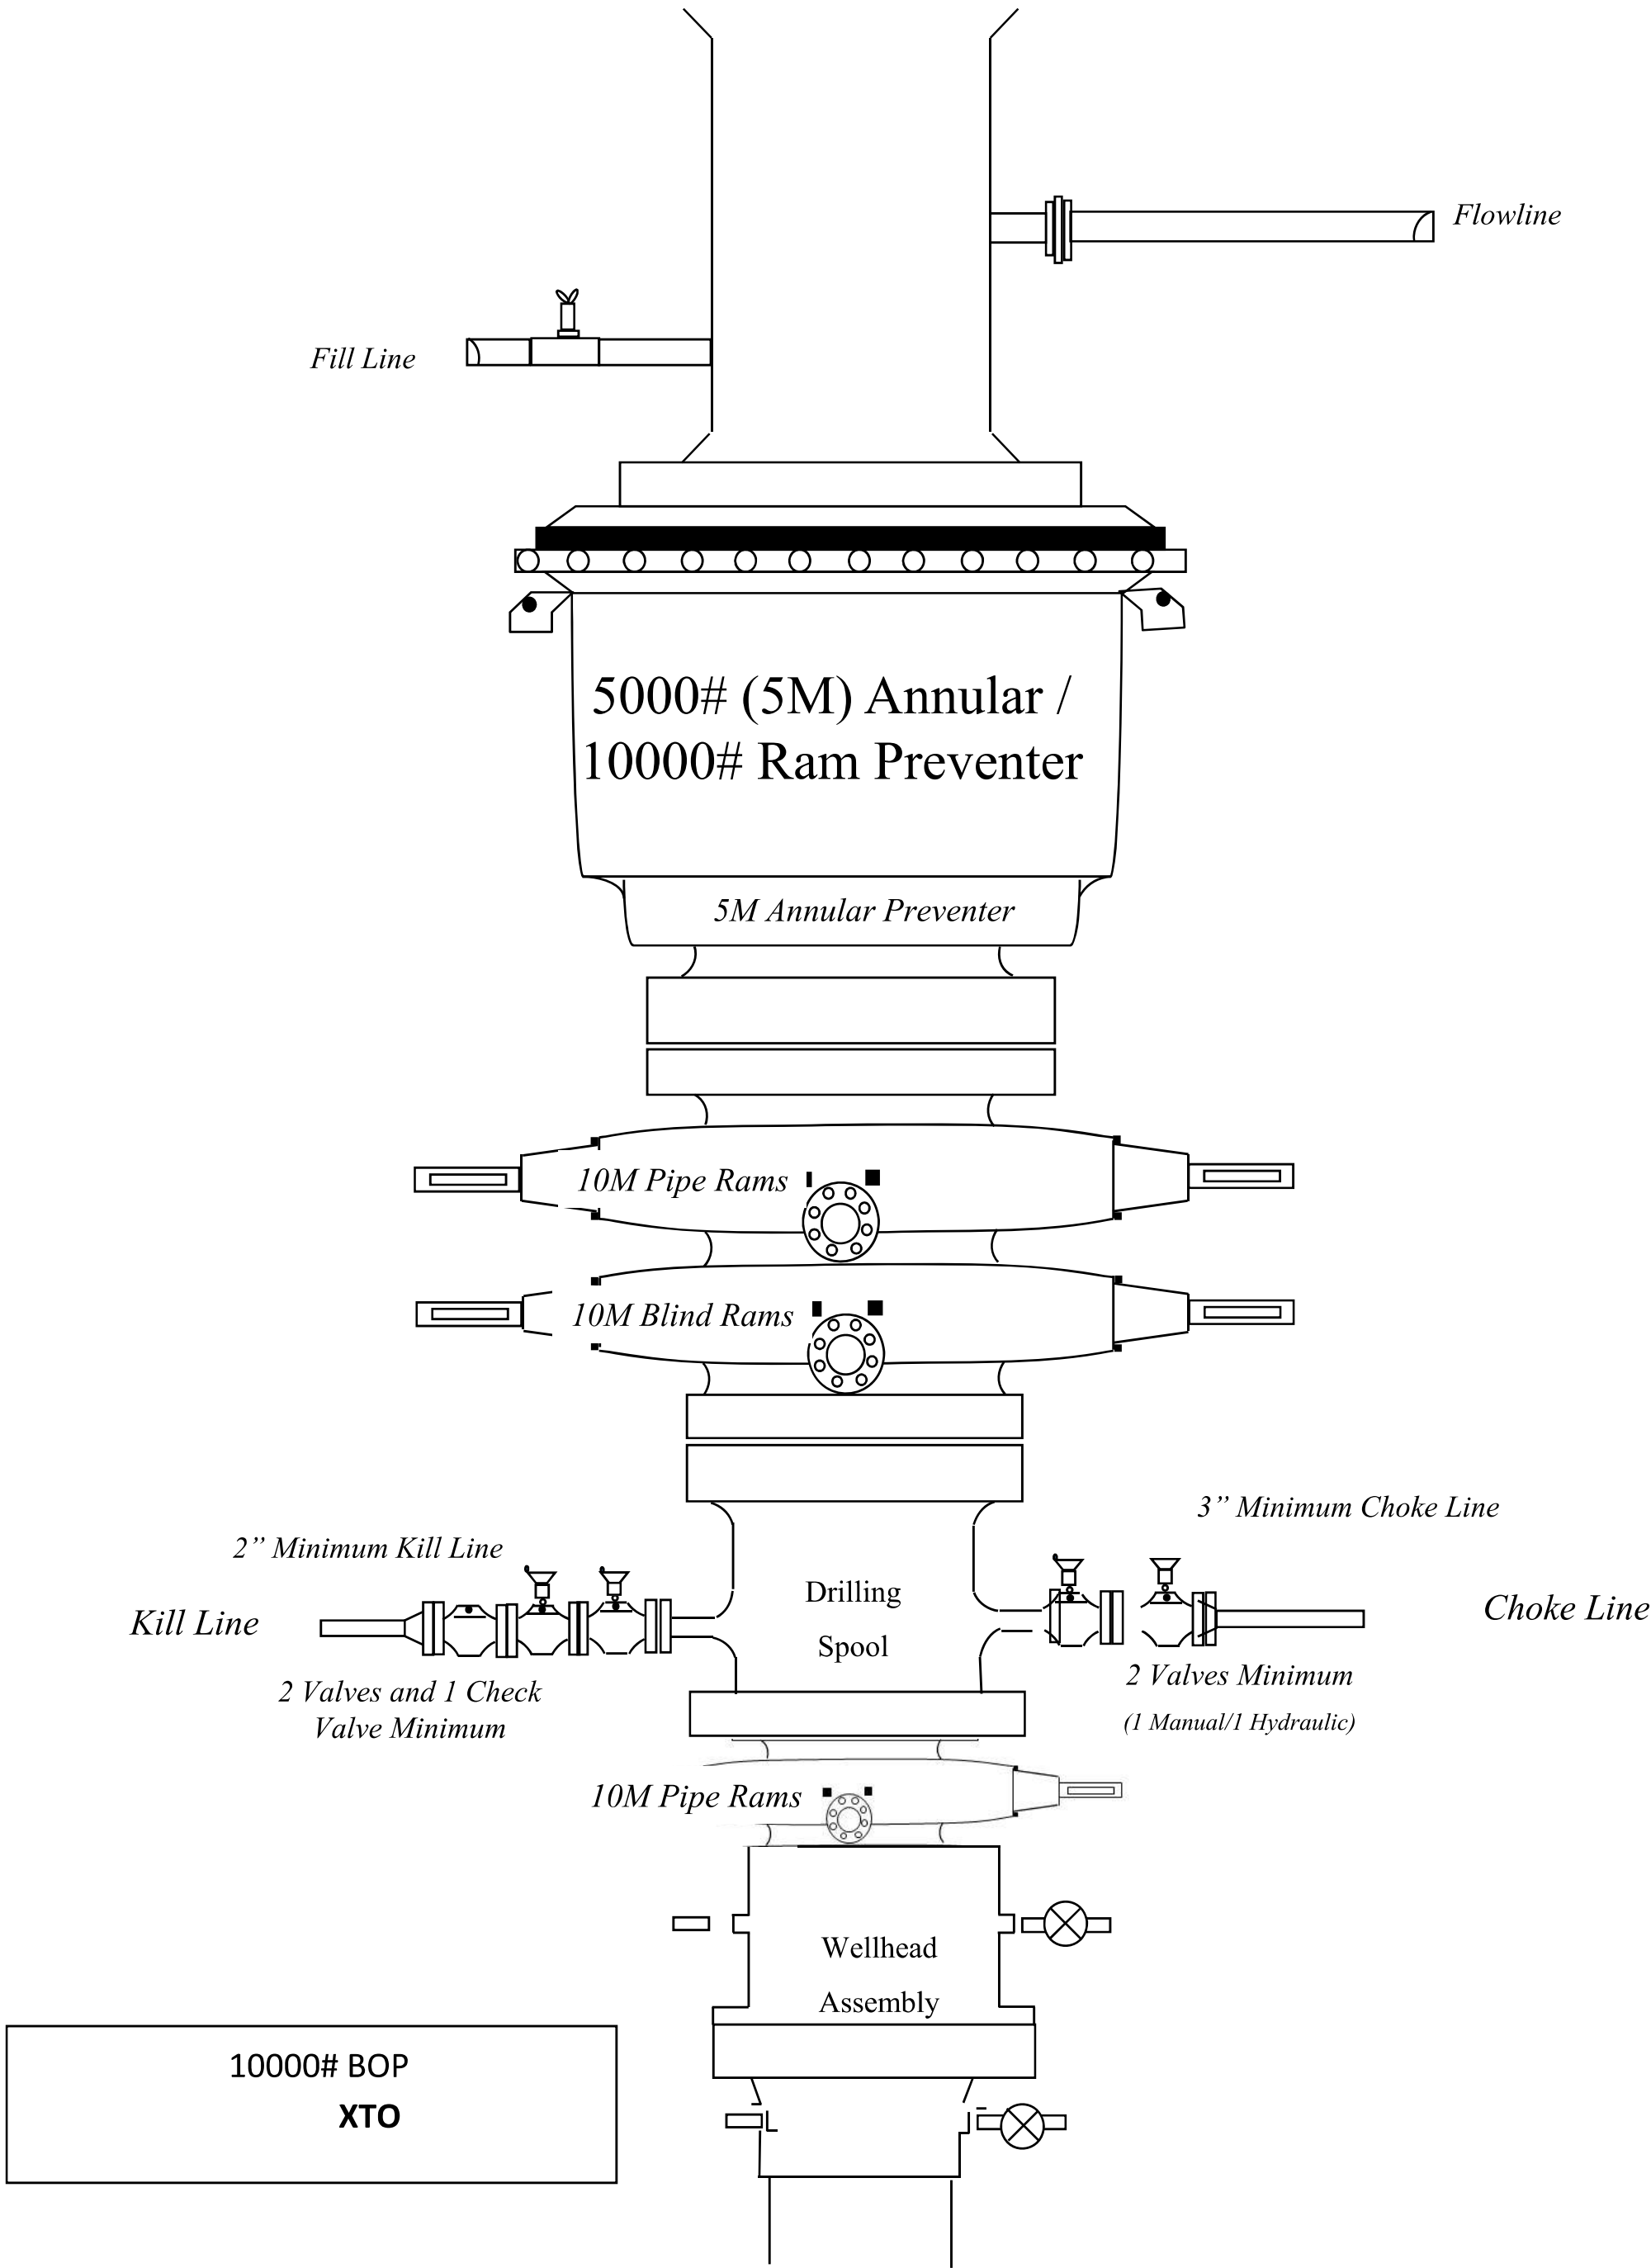 Flowline
Fill Line
5000# (5M) Annular /
10000# Ram Preventer
5M Annular Preventer
10M Pipe Rams
10M Blind Rams
3” Minimum Choke Line
2” Minimum Kill Line
Drilling
Spool
Kill Line
Choke Line
2 Valves and 1 Check
Valve Minimum
2 Valves Minimum
(1 Manual/1 Hydraulic)
10M Pipe Rams
Wellhead
Assembly
10000# BOP
XTO